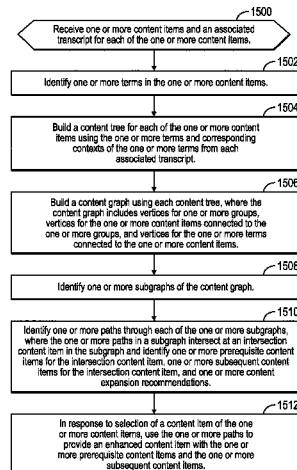 1500
Receive one or more content items and an associated
transcript for each of the one or more content items.
1502
Identify one or more terms in the one or more content items.
1504
Build a content tree for each of the one or more content
items using the one or more terms and corresponding
contexts of the one or more terms from each
associated transcript.
1506
Build a content graph using each content tree, where the
content graph includes vertices for one or more groups,
vertices for the one or more content items connected to the
one or more groups, and vertices for the one or more terms
connected to the one or more content items.
1508
Identify one or more subgraphs of the content graph.
1510
Identify one or more paths through each of the one or more subgraphs,
where the one or more paths in a subgraph intersect at an intersection
content item in the subgraph and identify one or more prerequisite content
items for the intersection content item, one or more subsequent content
items for the intersection content item, and one or more content
expansion recommendations.
1512
In response to selection of a content item of the one
or more content items, use the one or more paths to
provide an enhanced content item with the one or
more prerequisite content items and the one or more
subsequent content items.